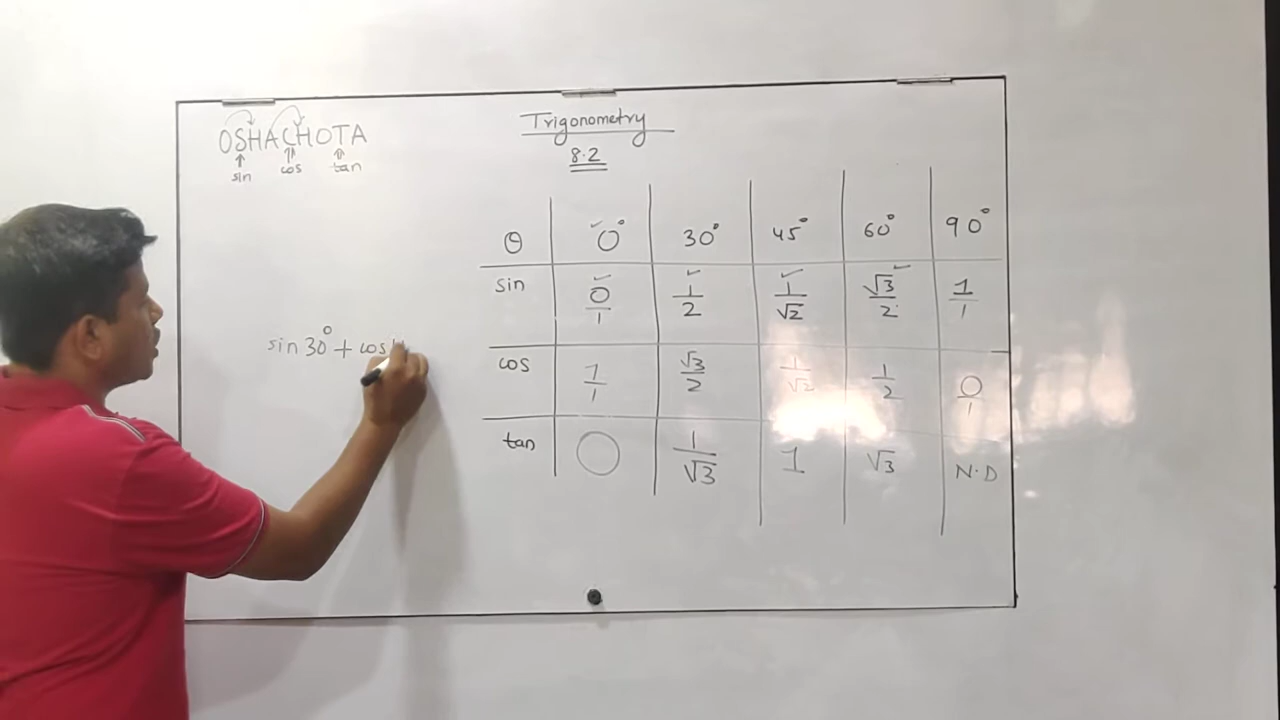 OSHACHOTA
sin cos tan
Trigonometry
8.2
θ 0° 30° 45° 60° 90°
sin 0/1 1/2 1/√2 √3/2 1/1
cos 1/1 √3/2 1/√2 1/2 0/1
tan 0 1/√3 1 √3 N.D
sin 30° + cos